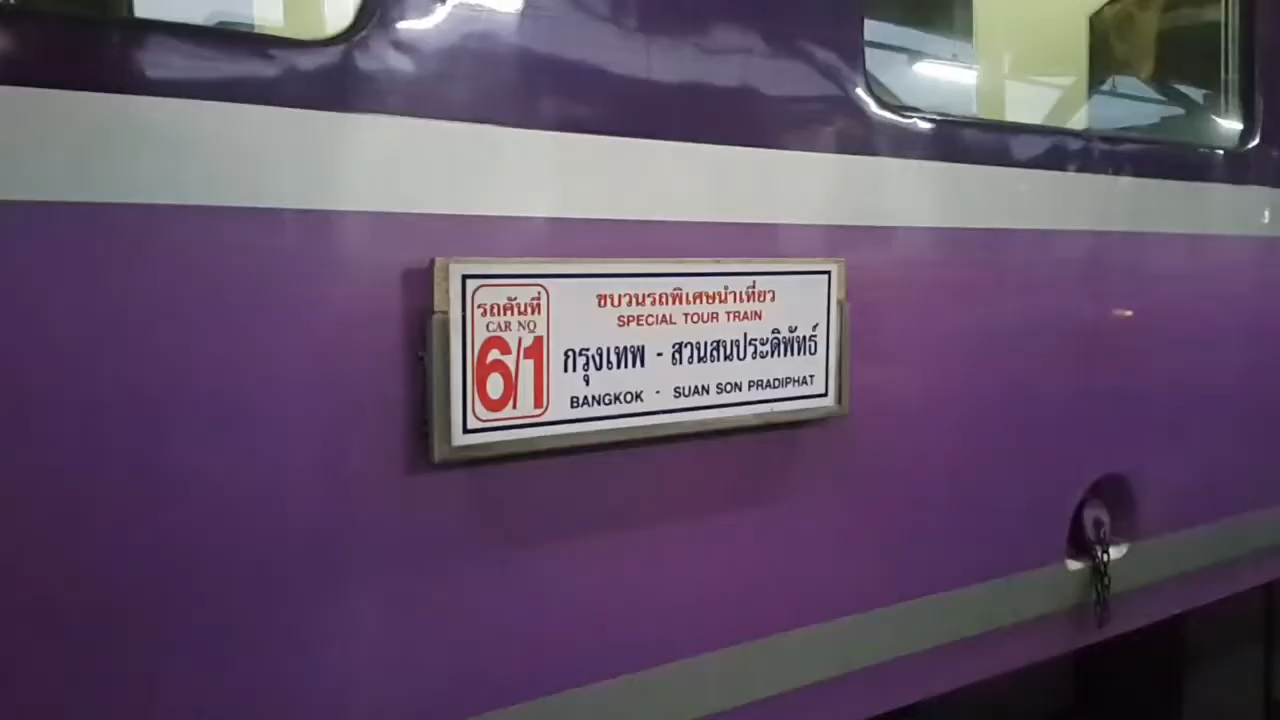 รถคันที่
CAR NO
6/1
ขบวนรถพิเศษนำเที่ยว
SPECIAL TOUR TRAIN
กรุงเทพ - สวนสนประดิพัทธ์
BANGKOK - SUAN SON PRADIPHAT